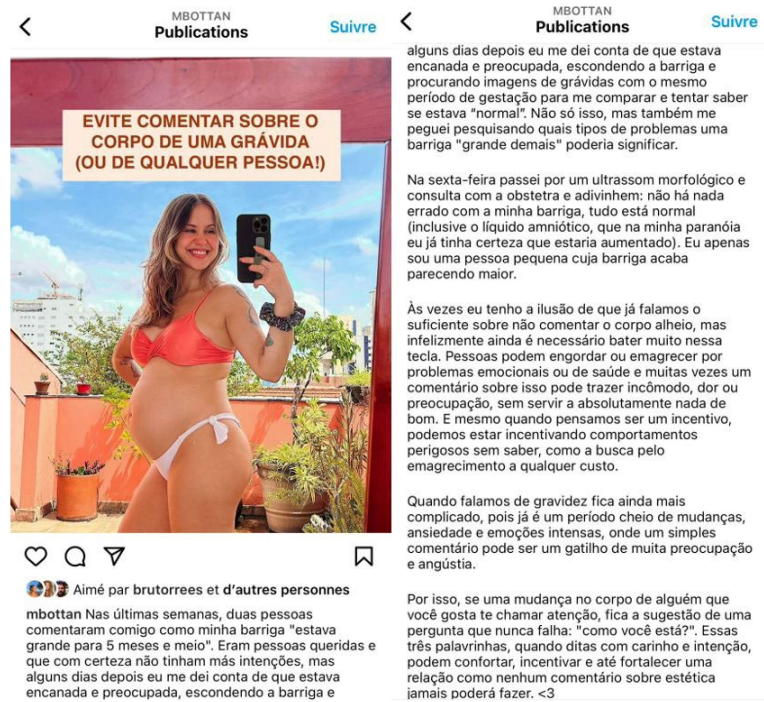 MBOTTAN
Publications
Suivre
EVITE COMENTAR SOBRE O
CORPO DE UMA GRÁVIDA
(OU DE QUALQUER PESSOA!)
Aimé par brutorrees et d'autres personnes
mbottan Nas últimas semanas, duas pessoas
comentaram comigo como minha barriga "estava
grande para 5 meses e meio". Eram pessoas queridas e
que com certeza não tinham más intenções, mas
alguns dias depois eu me dei conta de que estava
encanada e preocupada, escondendo a barriga e
MBOTTAN
Publications
Suivre
alguns dias depois eu me dei conta de que estava
encanada e preocupada, escondendo a barriga e
procurando imagens de grávidas com o mesmo
período de gestação para me comparar e tentar saber
se estava “normal”. Não só isso, mas também me
peguei pesquisando quais tipos de problemas uma
barriga "grande demais" poderia significar.
Na sexta-feira passei por um ultrassom morfológico e
consulta com a obstetra e adivinhem: não há nada
errado com a minha barriga, tudo está normal
(inclusive o líquido amniótico, que na minha paranóia
eu já tinha certeza que estaria aumentado). Eu apenas
sou uma pessoa pequena cuja barriga acaba
parecendo maior.
Às vezes eu tenho a ilusão de que já falamos o
suficiente sobre não comentar o corpo alheio, mas
infelizmente ainda é necessário bater muito nessa
tecla. Pessoas podem engordar ou emagrecer por
problemas emocionais ou de saúde e muitas vezes um
comentário sobre isso pode trazer incômodo, dor ou
preocupação, sem servir a absolutamente nada de
bom. E mesmo quando pensamos ser um incentivo,
podemos estar incentivando comportamentos
perigosos sem saber, como a busca pelo
emagrecimento a qualquer custo.
Quando falamos de gravidez fica ainda mais
complicado, pois já é um período cheio de mudanças,
ansiedade e emoções intensas, onde um simples
comentário pode ser um gatilho de muita preocupação
e angústia.
Por isso, se uma mudança no corpo de alguém que
você gosta te chamar atenção, fica a sugestão de uma
pergunta que nunca falha: "como você está?". Essas
três palavrinhas, quando ditas com carinho e intenção,
podem confortar, incentivar e até fortalecer uma
relação como nenhum comentário sobre estética
jamais poderá fazer. <3